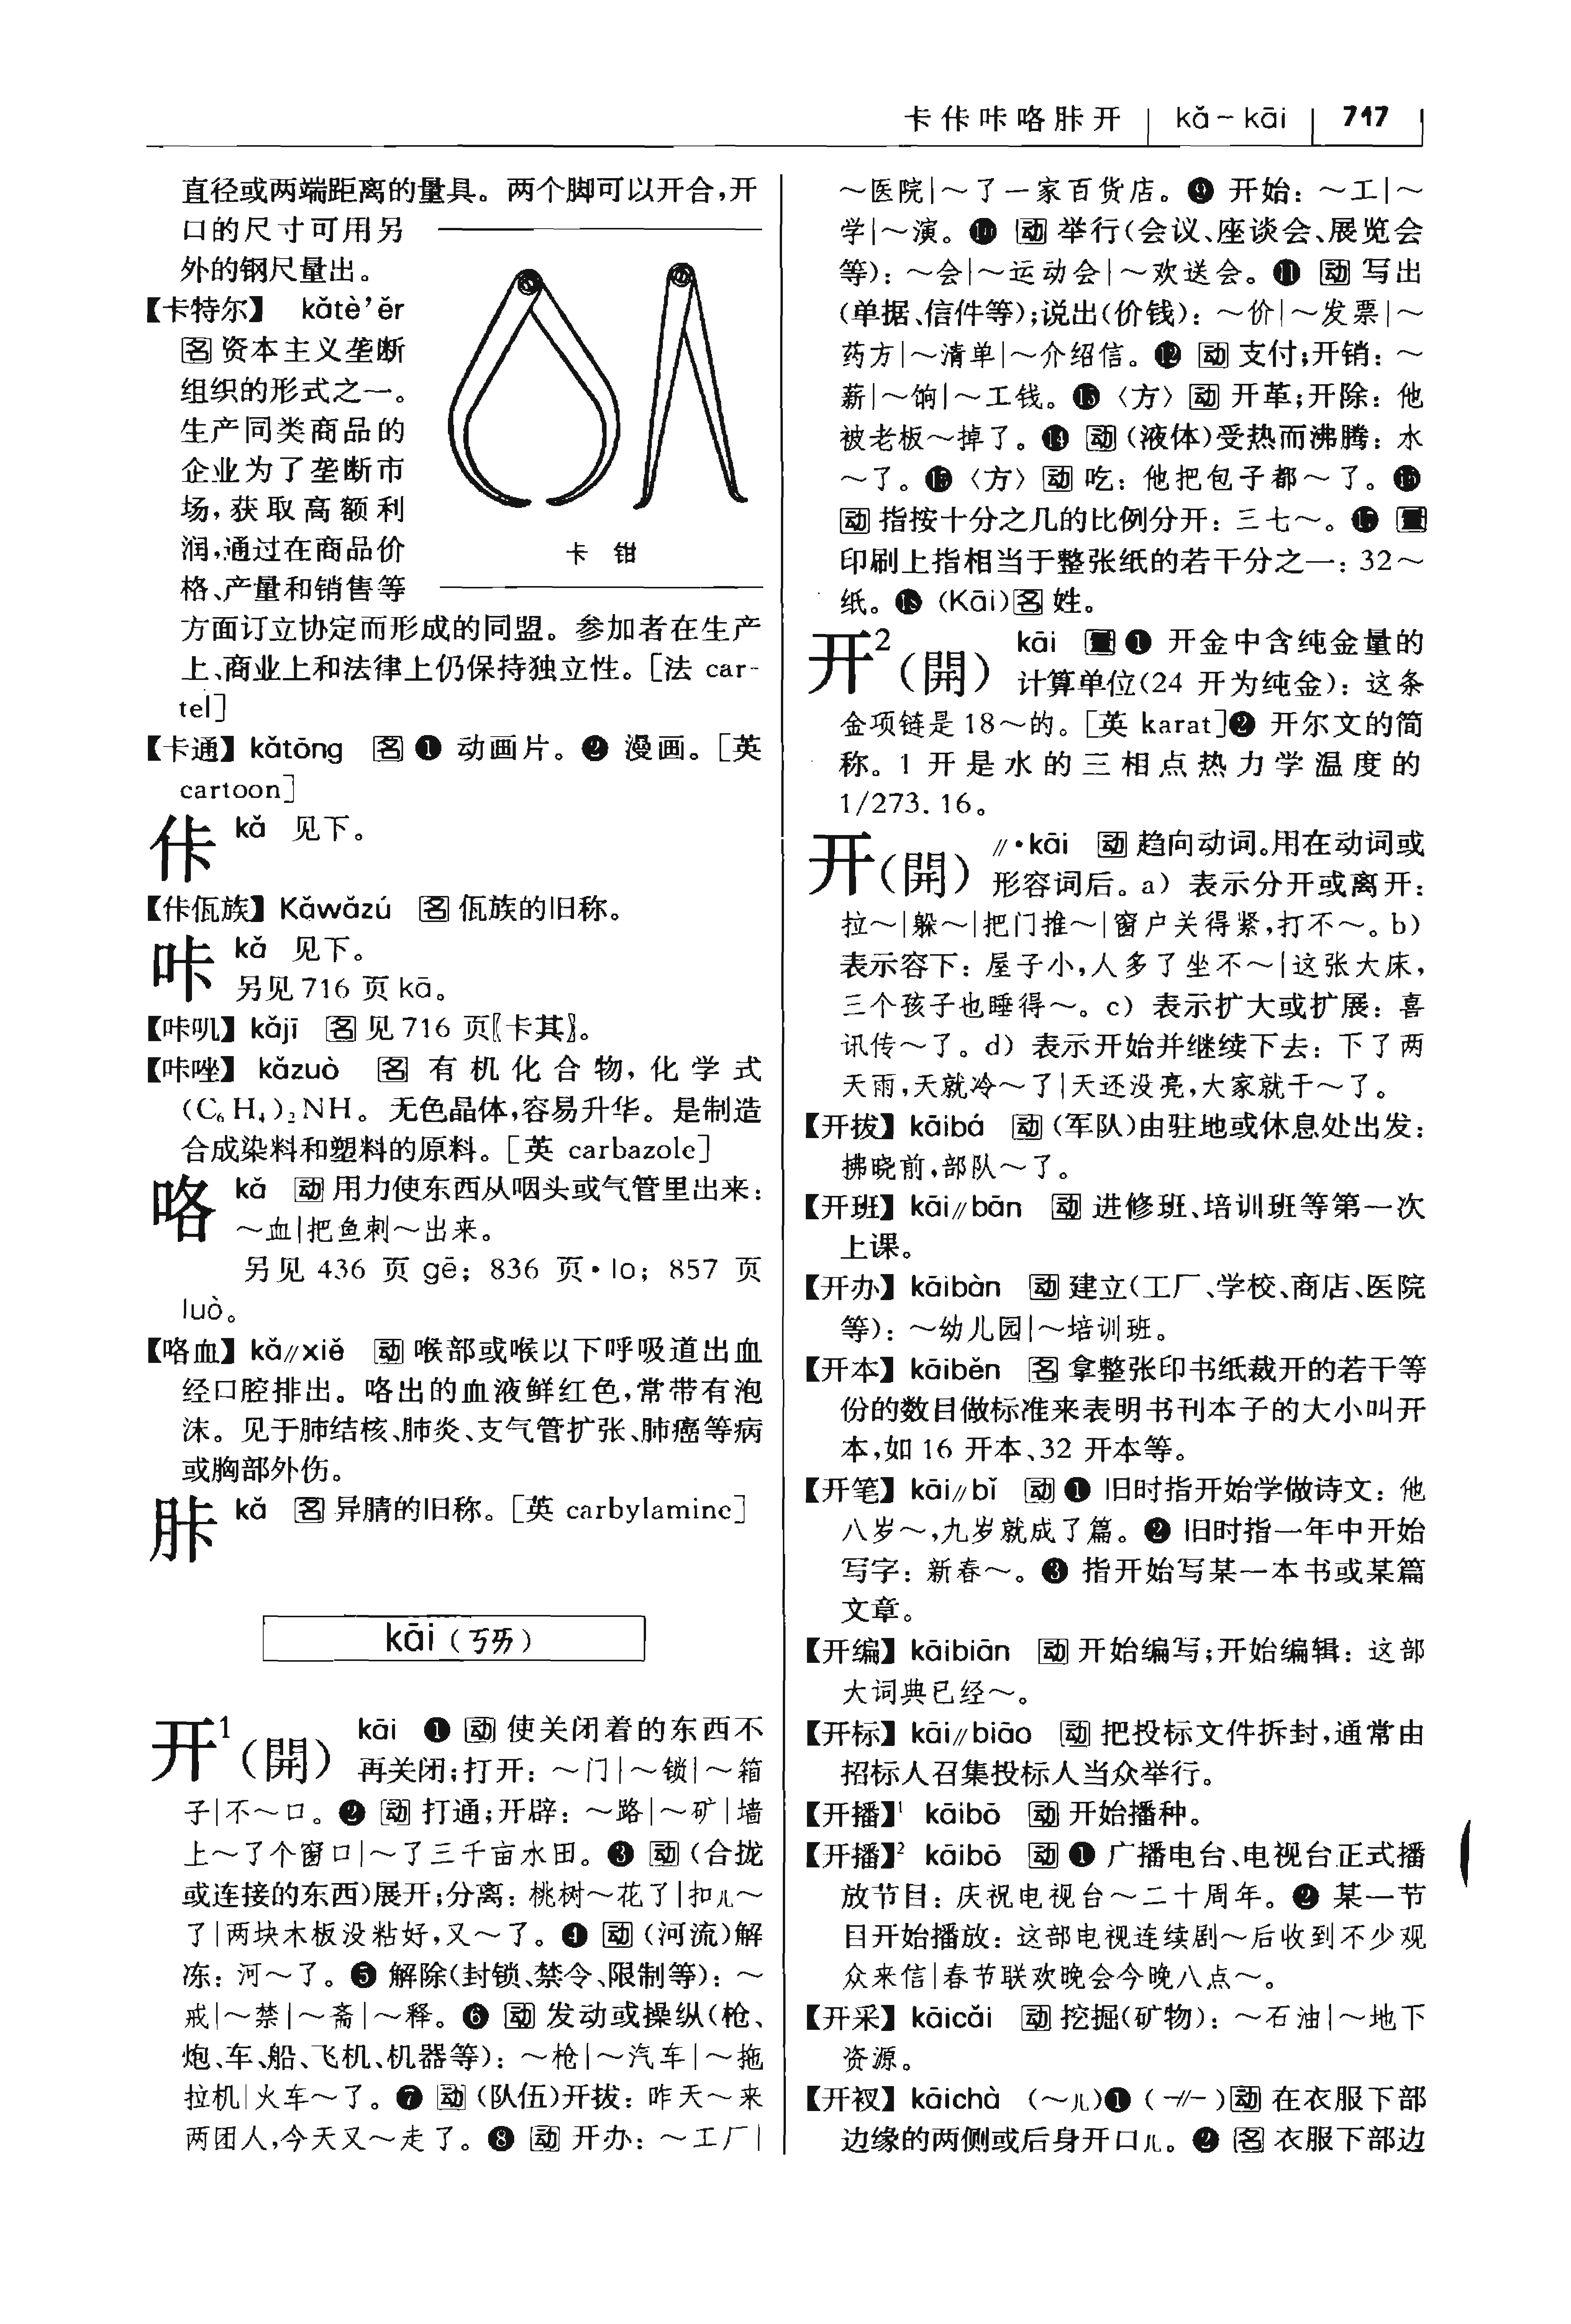 卡佧咔咯胩开 | kǎ－kāi | 717
直径或两端距离的量具。两个脚可以开合,开
口的尺寸可用另
外的钢尺量出。
【卡特尔】 kǎtè’ěr
名 资本主义垄断
组织的形式之一。
生产同类商品的
企业为了垄断市
场,获取高额利
润,通过在商品价
格、产量和销售等
卡 钳
方面订立协定而形成的同盟。参加者在生产
上、商业上和法律上仍保持独立性。[法 car-
tel]
【卡通】kǎtōng 名 ❶ 动画片。❷ 漫画。[英
cartoon]
佧 kǎ 见下。
【佧佤族】Kǎwǎzú 名 佤族的旧称。
咔 kǎ 见下。
另见 716 页 kā。
【咔叽】kǎjī 名 见 716 页〖卡其〗。
【咔唑】kǎzuò 名 有机化合物,化学式
(C₆H₄)₂NH。无色晶体,容易升华。是制造
合成染料和塑料的原料。[英 carbazole]
咯 kǎ 动 用力使东西从咽头或气管里出来:
～血|把鱼刺～出来。
另见 436 页 gē; 836 页 ·lo; 857 页
luò。
【咯血】kǎ//xiě 动 喉部或喉以下呼吸道出血
经口腔排出。咯出的血液鲜红色,常带有泡
沫。见于肺结核、肺炎、支气管扩张、肺癌等病
或胸部外伤。
胩 kǎ 名 异腈的旧称。[英 carbylamine]
kāi (ㄎㄞ)
开¹(開) kāi ❶ 动 使关闭着的东西不
再关闭;打开: ～门|～锁|～箱
子|不～口。❷ 动 打通;开辟: ～路|～矿|墙
上～了个窗口|～了三千亩水田。❸ 动 (合拢
或连接的东西)展开;分离: 桃树～花了|扣儿～
了|两块木板没粘好,又～了。❹ 动 (河流)解
冻: 河～了。❺ 解除(封锁、禁令、限制等): ～
戒|～禁|～斋|～释。❻ 动 发动或操纵(枪、
炮、车、船、飞机、机器等): ～枪|～汽车|～拖
拉机|火车～了。❼ 动 (队伍)开拔: 昨天～来
两团人,今天又～走了。❽ 动 开办: ～工厂|
～医院|～了一家百货店。❾ 开始: ～工|～
学|～演。❿ 动 举行(会议、座谈会、展览会
等): ～会|～运动会|～欢送会。⓫ 动 写出
(单据、信件等);说出(价钱): ～价|～发票|～
药方|～清单|～介绍信。⓬ 动 支付;开销: ～
薪|～饷|～工钱。⓭〈方〉动 开革;开除: 他
被老板～掉了。⓮ 动 (液体)受热而沸腾: 水
～了。⓯〈方〉动 吃: 他把包子都～了。⓰
动 指按十分之几的比例分开: 三七～。⓱ 量
印刷上指相当于整张纸的若干分之一: 32～
纸。⓲ (Kāi)名 姓。
开²(開) kāi 量 ❶ 开金中含纯金量的
计算单位(24 开为纯金): 这条
金项链是 18～的。[英 karat]❷ 开尔文的简
称。1 开是水的三相点热力学温度的
1/273.16。
开(開) //·kāi 动 趋向动词。用在动词或
形容词后。a) 表示分开或离开:
拉～|躲～|把门推～|窗户关得紧,打不～。b)
表示容下: 屋子小,人多了坐不～|这张大床,
三个孩子也睡得～。c) 表示扩大或扩展: 喜
讯传～了。d) 表示开始并继续下去: 下了两
天雨,天就冷～了|天还没亮,大家就干～了。
【开拔】kāibá 动 (军队)由驻地或休息处出发:
拂晓前,部队～了。
【开班】kāi//bān 动 进修班、培训班等第一次
上课。
【开办】kāibàn 动 建立(工厂、学校、商店、医院
等): ～幼儿园|～培训班。
【开本】kāiběn 名 拿整张印书纸裁开的若干等
份的数目做标准来表明书刊本子的大小叫开
本,如 16 开本、32 开本等。
【开笔】kāi//bǐ 动 ❶ 旧时指开始学做诗文: 他
八岁～,九岁就成了篇。❷ 旧时指一年中开始
写字: 新春～。❸ 指开始写某一本书或某篇
文章。
【开编】kāibiān 动 开始编写;开始编辑: 这部
大词典已经～。
【开标】kāi//biāo 动 把投标文件拆封,通常由
招标人召集投标人当众举行。
【开播】¹ kāibō 动 开始播种。
【开播】² kāibō 动 ❶ 广播电台、电视台正式播
放节目: 庆祝电视台～二十周年。❷ 某一节
目开始播放: 这部电视连续剧～后收到不少观
众来信|春节联欢晚会今晚八点～。
【开采】kāicǎi 动 挖掘(矿物): ～石油|～地下
资源。
【开衩】kāichà (～儿)❶ (-//-)动 在衣服下部
边缘的两侧或后身开口儿。❷ 名 衣服下部边